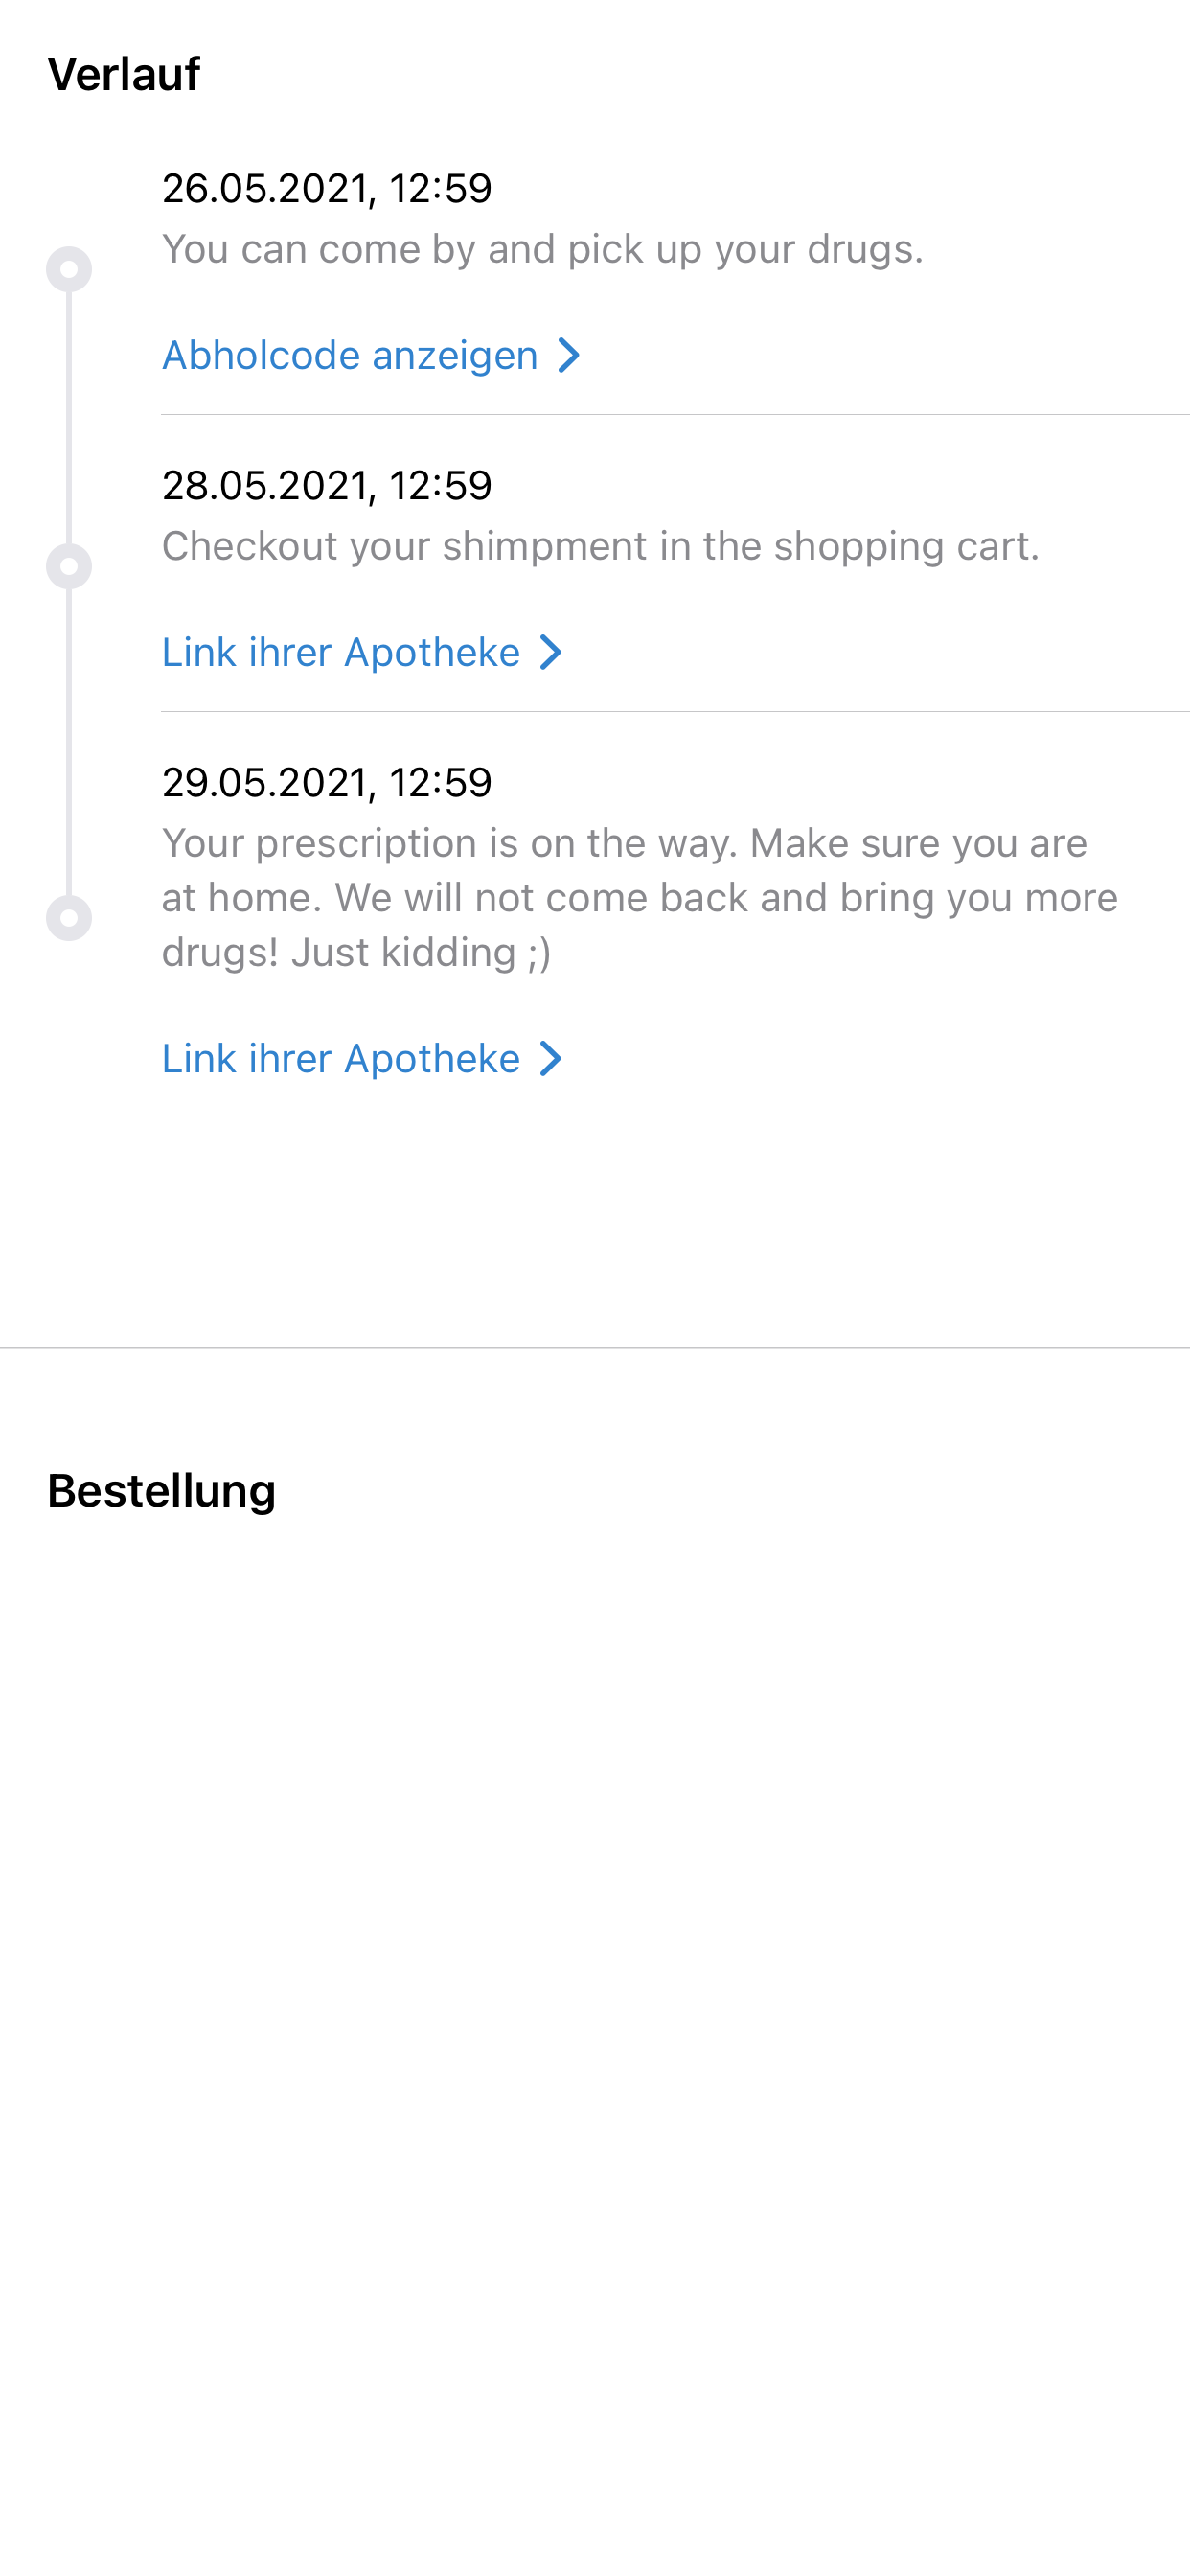 Verlauf
26.05.2021, 12:59
You can come by and pick up your drugs.
Abholcode anzeigen
28.05.2021, 12:59
Checkout your shimpment in the shopping cart.
Link ihrer Apotheke
29.05.2021, 12:59
Your prescription is on the way. Make sure you are
at home. We will not come back and bring you more
drugs! Just kidding ;)
Link ihrer Apotheke
Bestellung